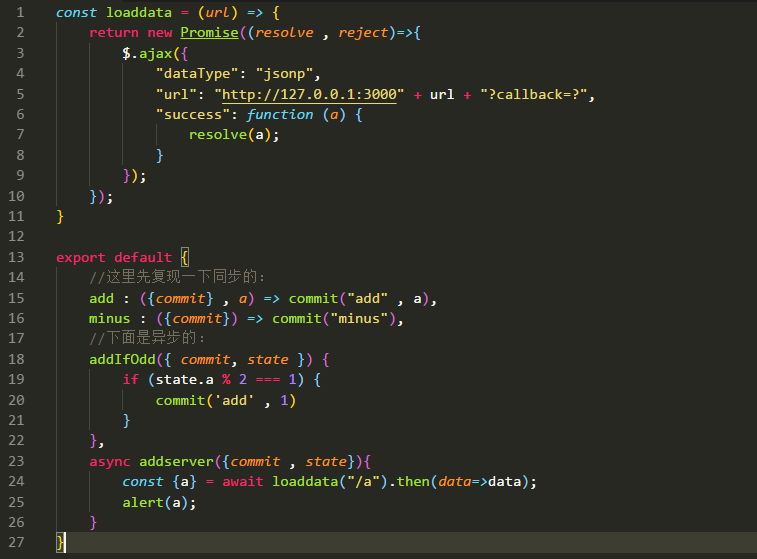 1 const loaddata = (url) => {
2 return new Promise((resolve , reject)=>{
3 $.ajax({
4 "dataType": "jsonp",
5 "url": "http://127.0.0.1:3000" + url + "?callback=?",
6 "success": function (a) {
7 resolve(a);
8 }
9 });
10 });
11 }
12
13 export default {
14 //这里先复现一下同步的:
15 add : ({commit} , a) => commit("add" , a),
16 minus : ({commit}) => commit("minus"),
17 //下面是异步的:
18 addIfOdd({ commit, state }) {
19 if (state.a % 2 === 1) {
20 commit('add' , 1)
21 }
22 },
23 async addserver({commit , state}){
24 const {a} = await loaddata("/a").then(data=>data);
25 alert(a);
26 }
27 }